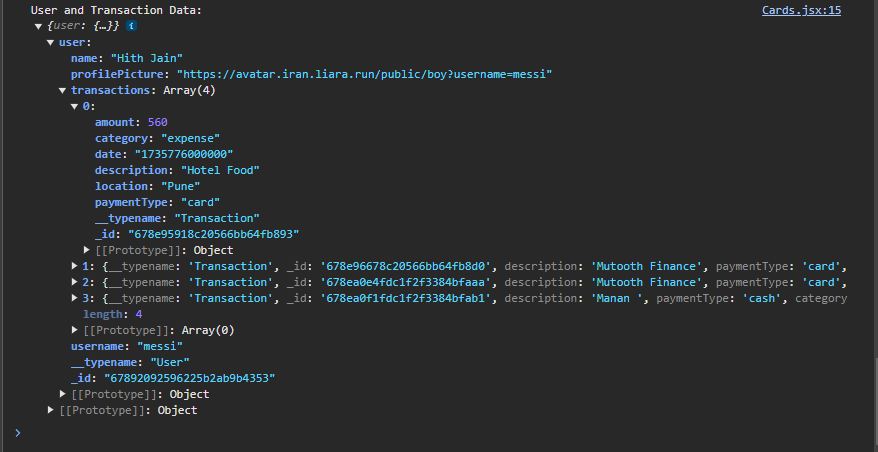 User and Transaction Data: Cards.jsx:15
▼ {user: {…}} i
▼ user:
name: "Hith Jain"
profilePicture: "https://avatar.iran.liara.run/public/boy?username=messi"
▼ transactions: Array(4)
▼ 0:
amount: 560
category: "expense"
date: "1735776000000"
description: "Hotel Food"
location: "Pune"
paymentType: "card"
__typename: "Transaction"
_id: "678e95918c20566bb64fb893"
▶ [[Prototype]]: Object
▶ 1: {__typename: 'Transaction', _id: '678e96678c20566bb64fb8d0', description: 'Mutooth Finance', paymentType: 'card',
▶ 2: {__typename: 'Transaction', _id: '678ea0e4fdc1f2f3384bfaaa', description: 'Mutooth Finance', paymentType: 'card',
▶ 3: {__typename: 'Transaction', _id: '678ea0f1fdc1f2f3384bfab1', description: 'Manan ', paymentType: 'cash', category
length: 4
▶ [[Prototype]]: Array(0)
username: "messi"
__typename: "User"
_id: "67892092596225b2ab9b4353"
▶ [[Prototype]]: Object
▶ [[Prototype]]: Object
>